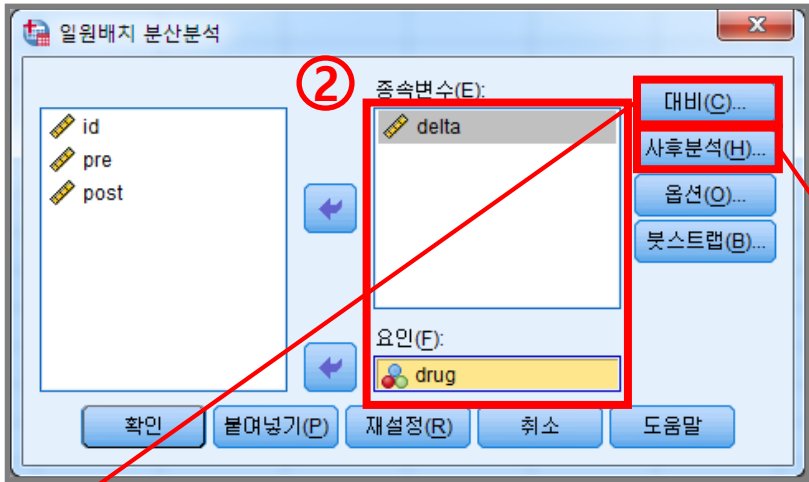 일원배치 분산분석
②
종속변수(E):
id
pre
post
delta
대비(C)...
사후분석(H)...
옵션(O)...
붓스트랩(B)...
요인(F):
drug
확인
붙여넣기(P)
재설정(R)
취소
도움말